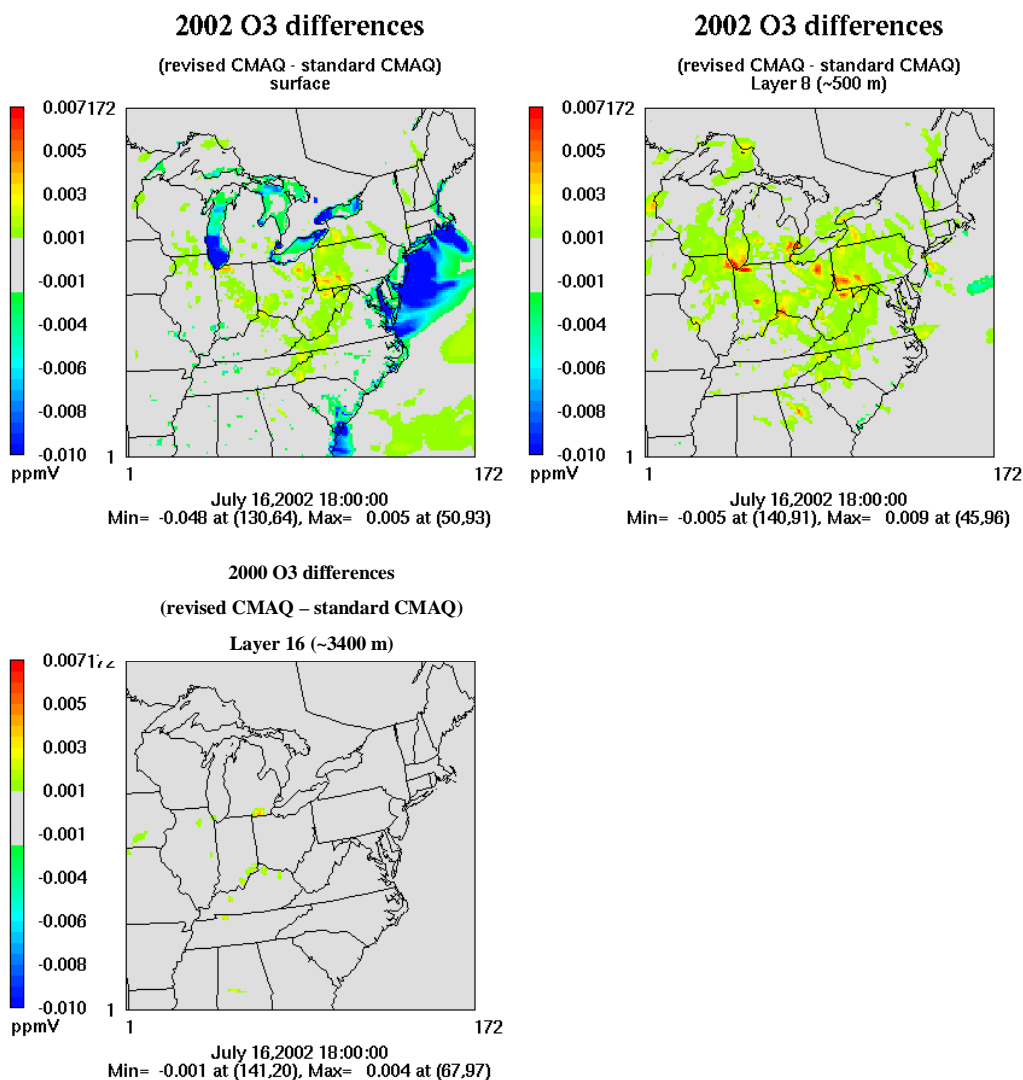 2002 O3 differences
(revised CMAQ - standard CMAQ)
surface
0.007
0.005
0.003
0.001
-0.001
-0.004
-0.006
-0.008
-0.010
ppmV
172
1
1
172
July 16,2002 18:00:00
Min= -0.048 at (130,64), Max= 0.005 at (50,93)
2002 O3 differences
(revised CMAQ - standard CMAQ)
Layer 8 (~500 m)
0.007
0.005
0.003
0.001
-0.001
-0.004
-0.006
-0.008
-0.010
ppmV
172
1
1
172
July 16,2002 18:00:00
Min= -0.005 at (140,91), Max= 0.009 at (45,96)
2000 O3 differences
(revised CMAQ – standard CMAQ)
Layer 16 (~3400 m)
0.007
0.005
0.003
0.001
-0.001
-0.004
-0.006
-0.008
-0.010
ppmV
172
1
1
172
July 16,2002 18:00:00
Min= -0.001 at (141,20), Max= 0.004 at (67,97)